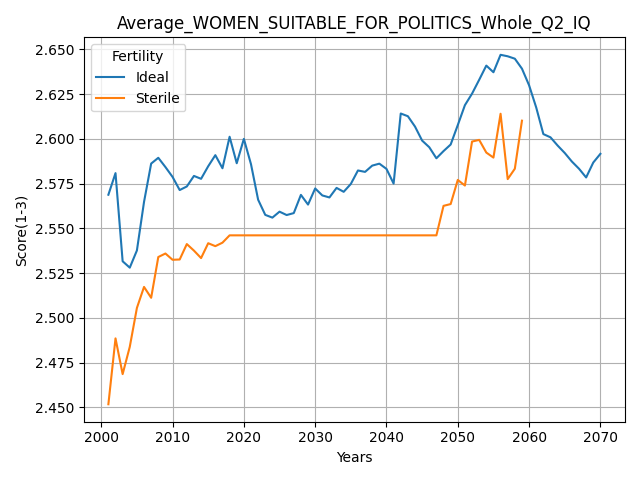 Average_WOMEN_SUITABLE_FOR_POLITICS_Whole_Q2_IQ
Fertility
Ideal
Sterile
Score(1-3)
2.650
2.625
2.600
2.575
2.550
2.525
2.500
2.475
2.450
2000 2010 2020 2030 2040 2050 2060 2070
Years